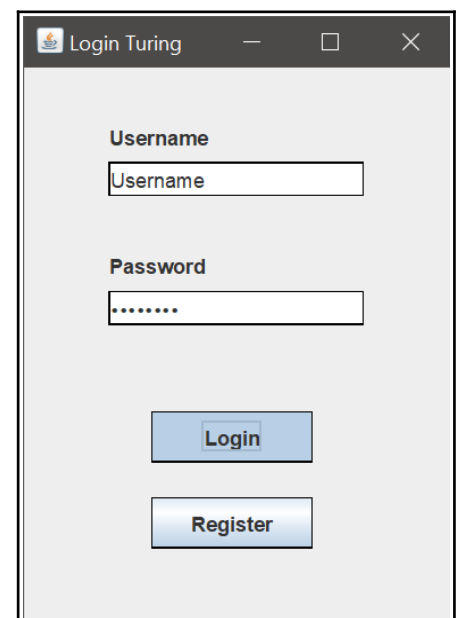 Login Turing
Username
Username
Password
••••••••
Login
Register